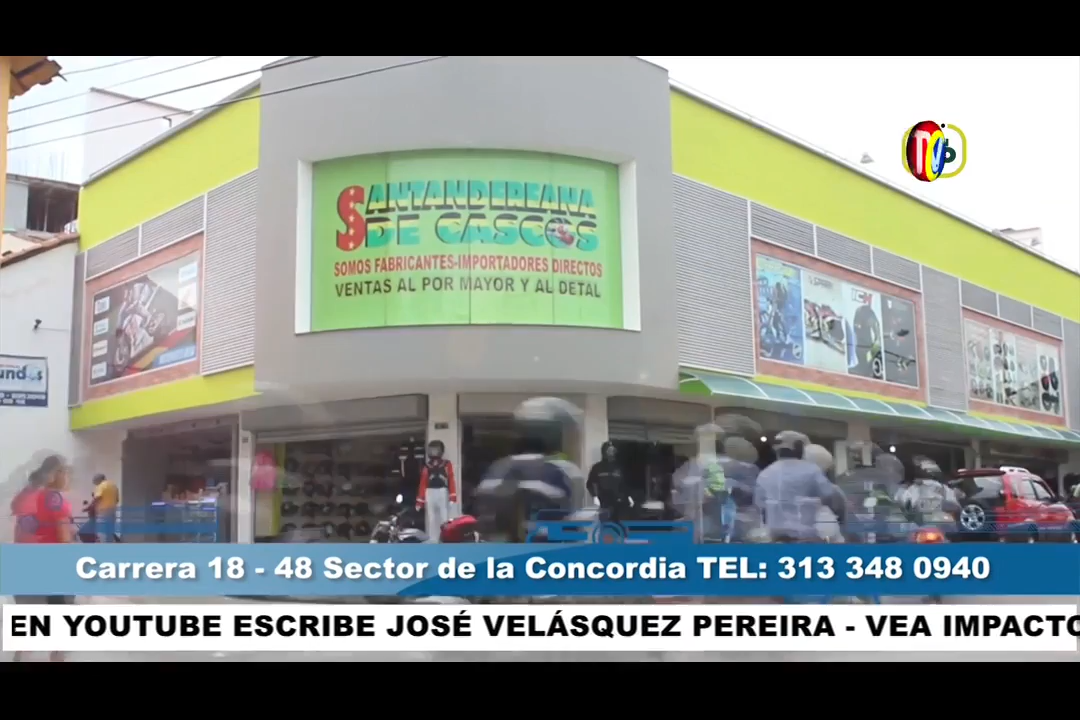 SANTANDEREANA
DE CASCOS
SOMOS FABRICANTES-IMPORTADORES DIRECTOS
VENTAS AL POR MAYOR Y AL DETAL
Carrera 18 - 48 Sector de la Concordia TEL: 313 348 0940
EN YOUTUBE ESCRIBE JOSÉ VELÁSQUEZ PEREIRA - VEA IMPACTO